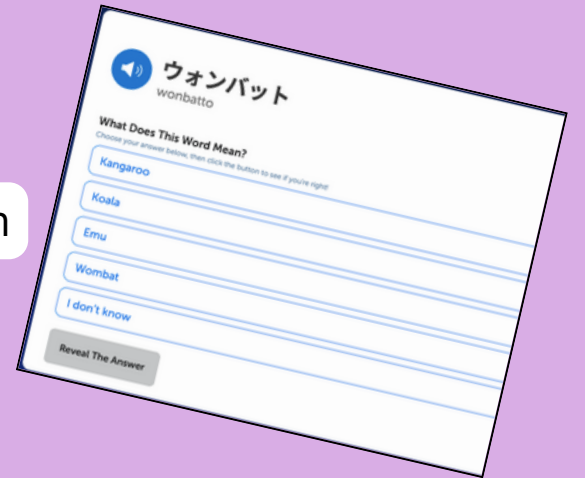 ウォンバット
wonbatto
What Does This Word Mean?
Choose your answer below, then click the button to see if you're right!
Kangaroo
Koala
n
Emu
Wombat
I don't know
Reveal The Answer